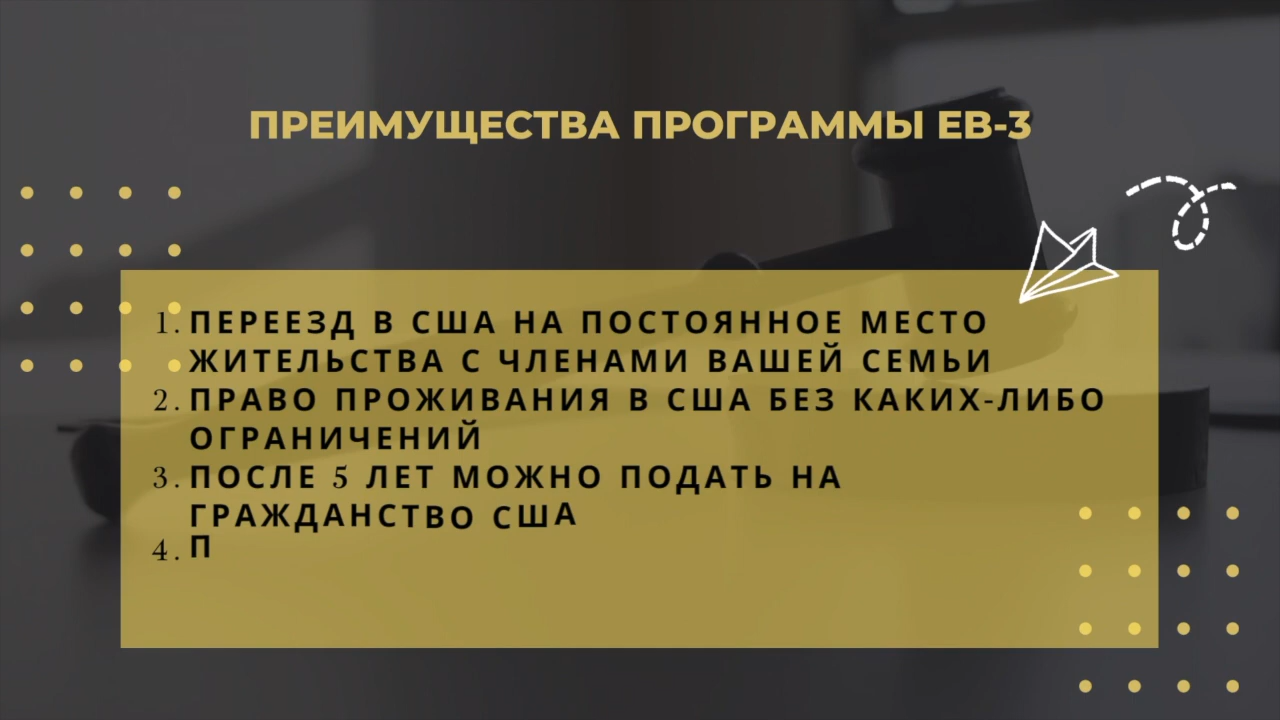 ПРЕИМУЩЕСТВА ПРОГРАММЫ EB-3
1. ПЕРЕЕЗД В США НА ПОСТОЯННОЕ МЕСТО
ЖИТЕЛЬСТВА С ЧЛЕНАМИ ВАШЕЙ СЕМЬИ
2. ПРАВО ПРОЖИВАНИЯ В США БЕЗ КАКИХ-ЛИБО
ОГРАНИЧЕНИЙ
3. ПОСЛЕ 5 ЛЕТ МОЖНО ПОДАТЬ НА
ГРАЖДАНСТВО США
4. П